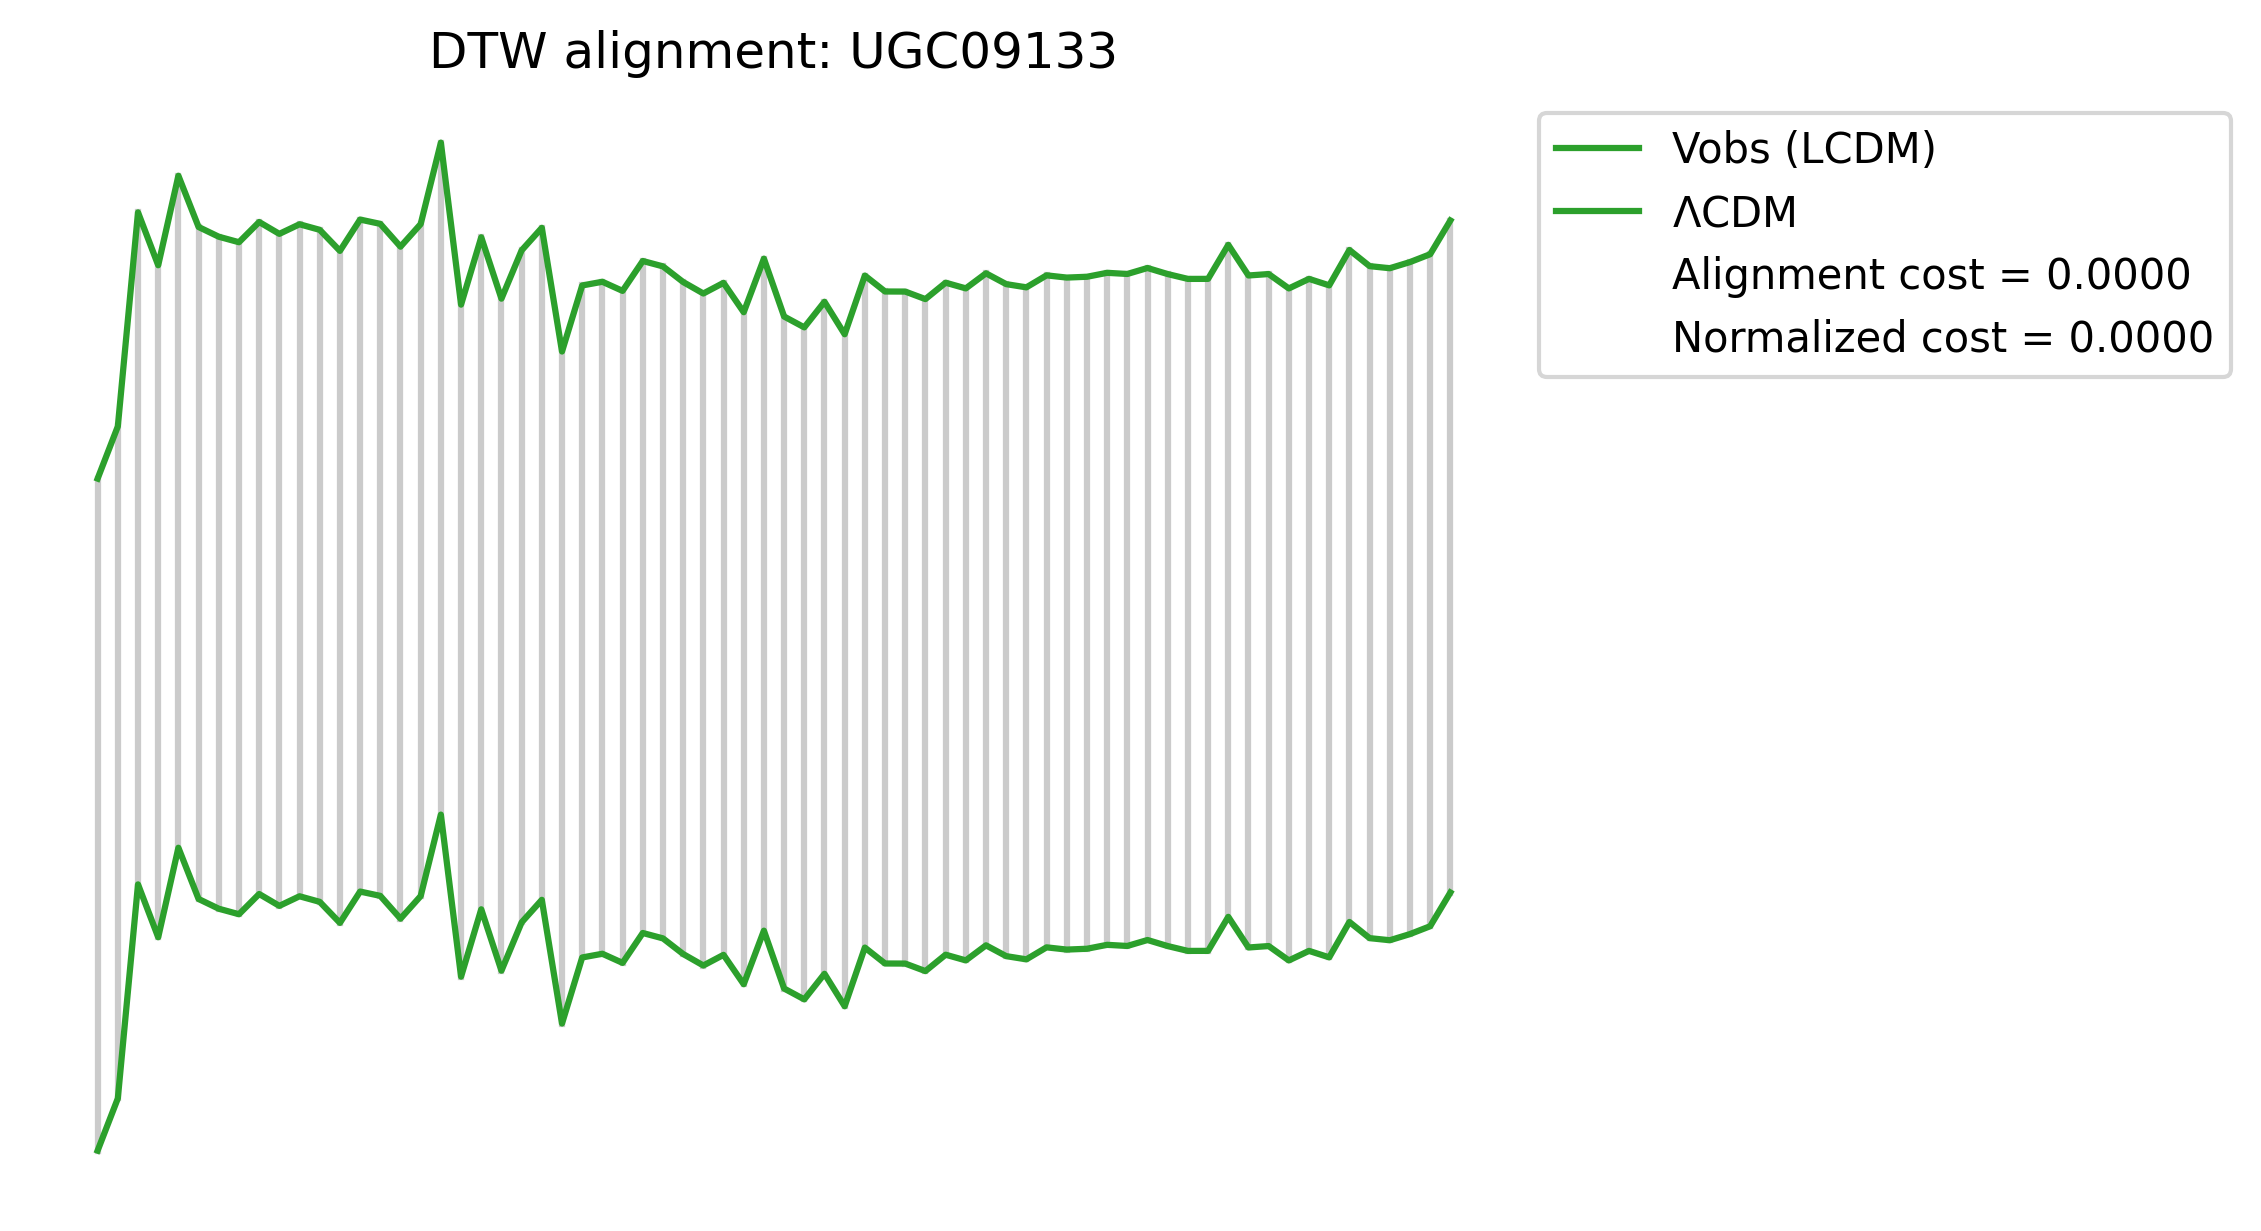 DTW alignment: UGC09133
Vobs (LCDM)
ΛCDM
Alignment cost = 0.0000
Normalized cost = 0.0000